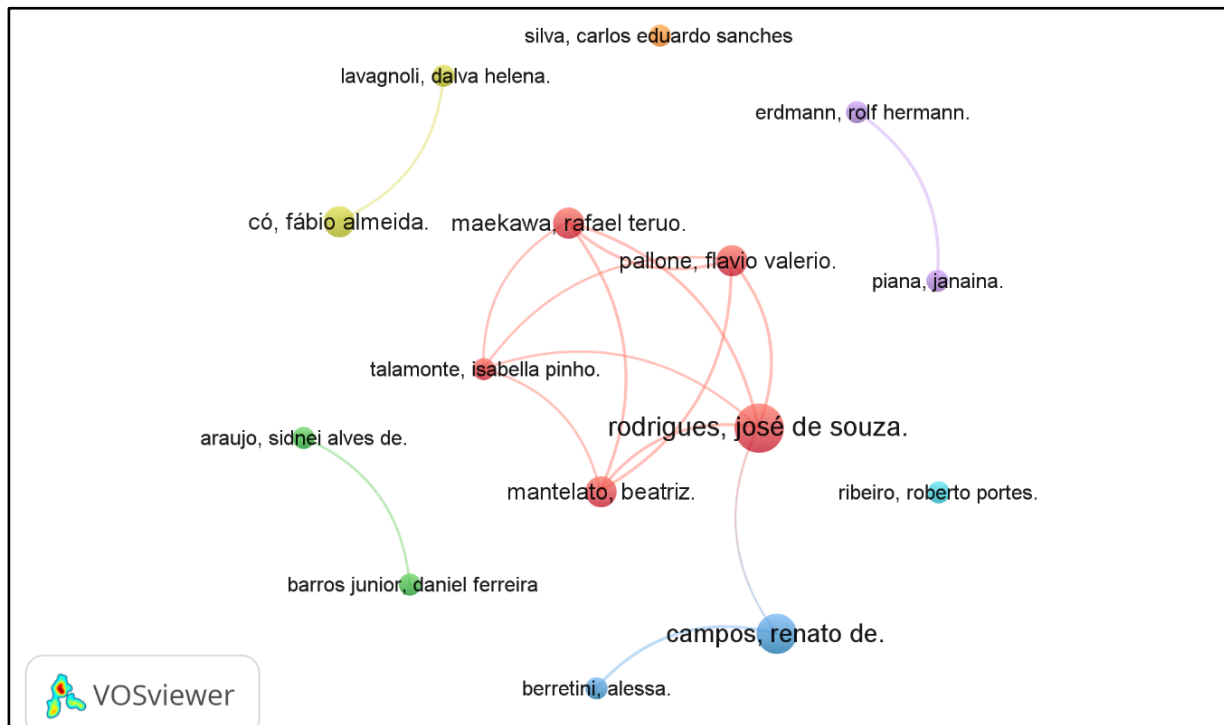 silva, carlos eduardo sanches
lavagnoli, dalva helena.
erdmann, rolf hermann.
có, fábio almeida.
maekawa, rafael teruo.
pallone, flavio valerio.
piana, janaina.
talamonte, isabella pinho.
rodrigues, josé de souza.
araujo, sidnei alves de.
mantelato, beatriz.
ribeiro, roberto portes.
barros junior, daniel ferreira
campos, renato de.
berretini, alessa.
VOSviewer